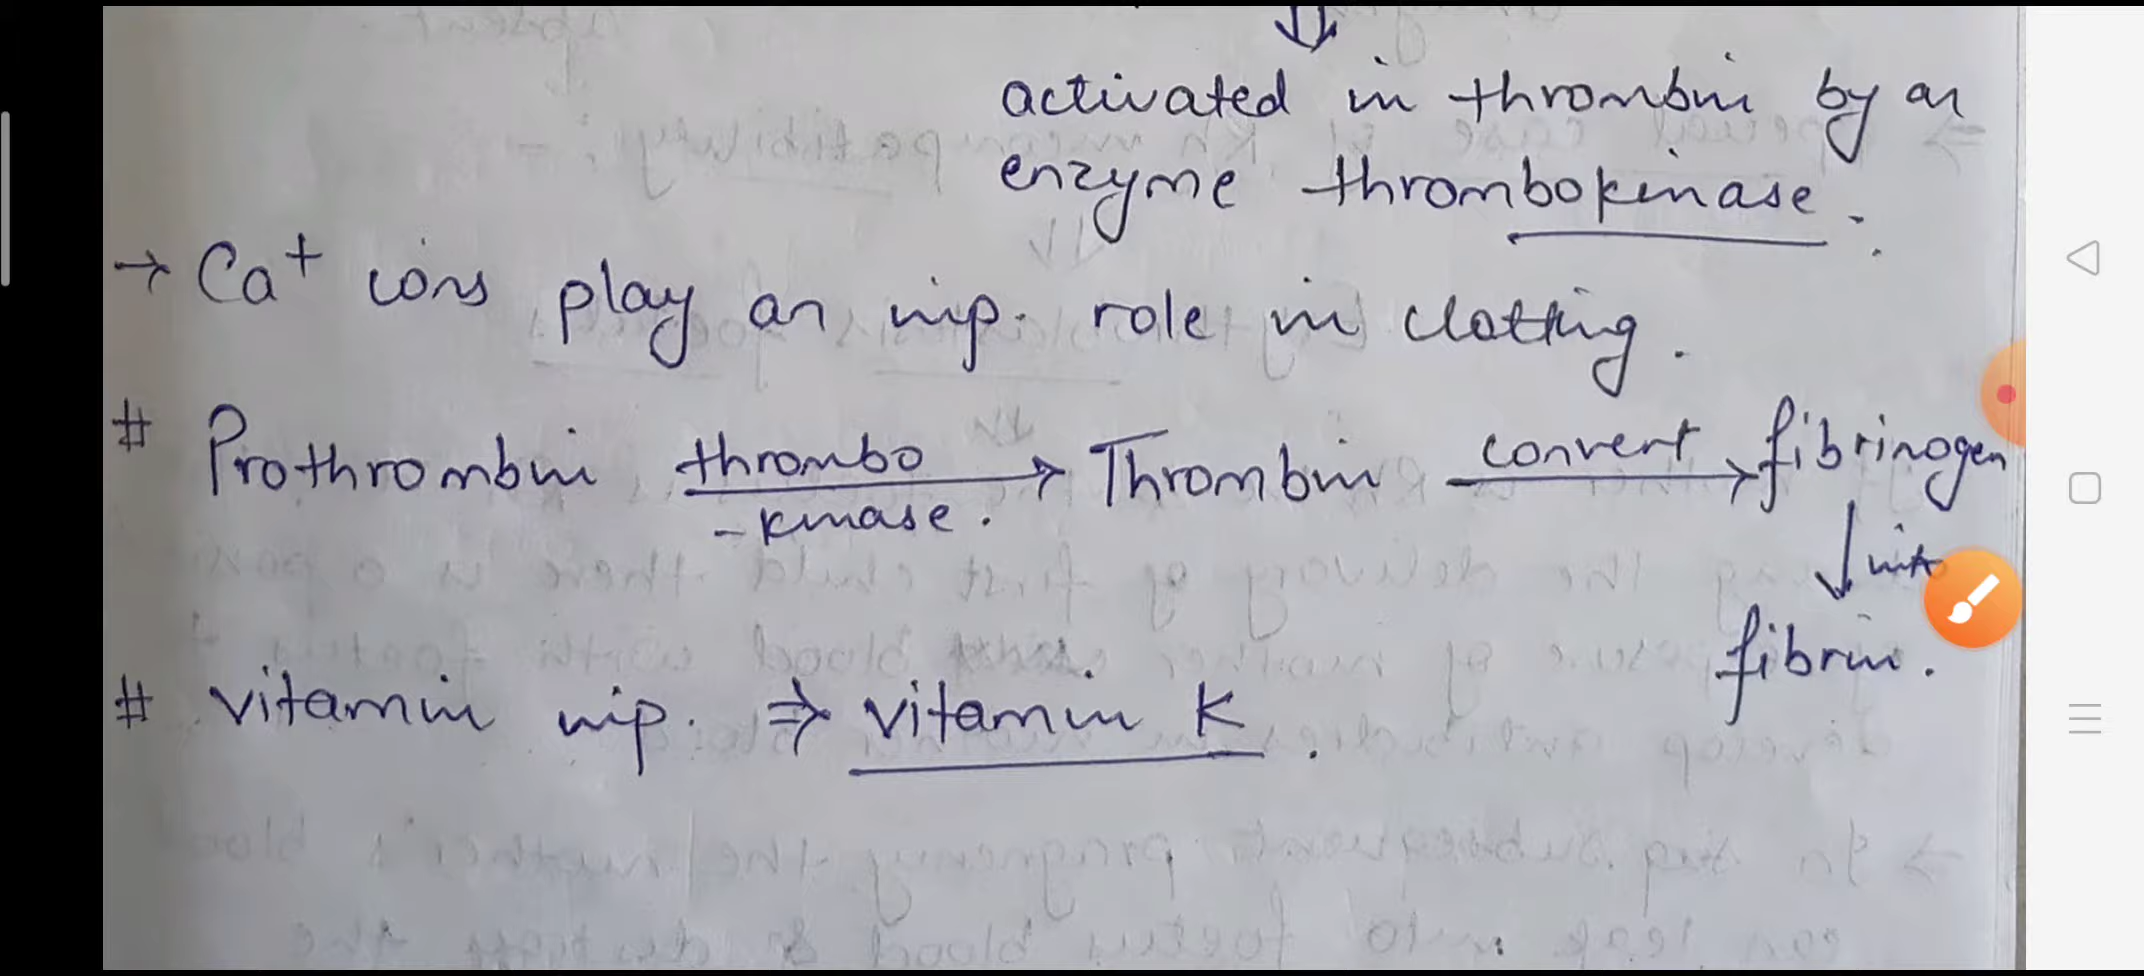 activated in thrombin by an
enzyme thrombokinase.
→ Ca+ ions play an imp. role in clotting.
# Prothrombin thrombo-kinase. → Thrombin convert → fibrinogen
↓ into
fibrin.
# vitamin imp. ⇒ vitamin K.